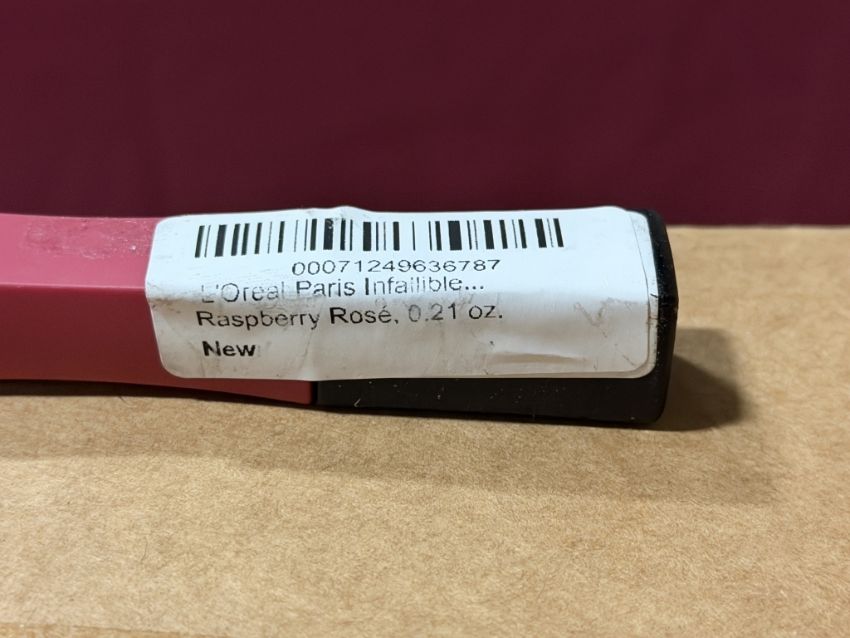 00071249636787
L'Oreal Paris Infallible...
Raspberry Rosé, 0.21 oz.
New